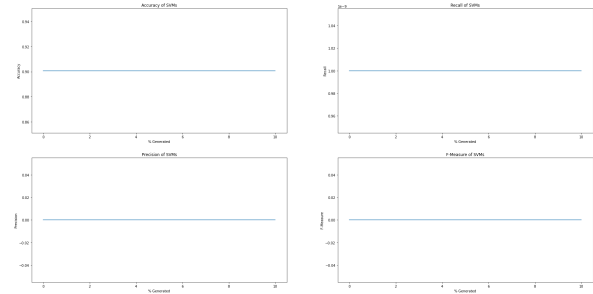 Accuracy of SVMs
0.94
0.92
0.90
0.88
0.86
Accuracy
0 2 4 6 8 10
% Generated
Recall of SVMs
1.04
1.02
1.00
0.98
0.96
Recall
0 2 4 6 8 10
% Generated
Precision of SVMs
0.04
0.02
0.00
−0.02
−0.04
Precision
0 2 4 6 8 10
% Generated
F-Measure of SVMs
0.04
0.02
0.00
−0.02
−0.04
F-Measure
0 2 4 6 8 10
% Generated